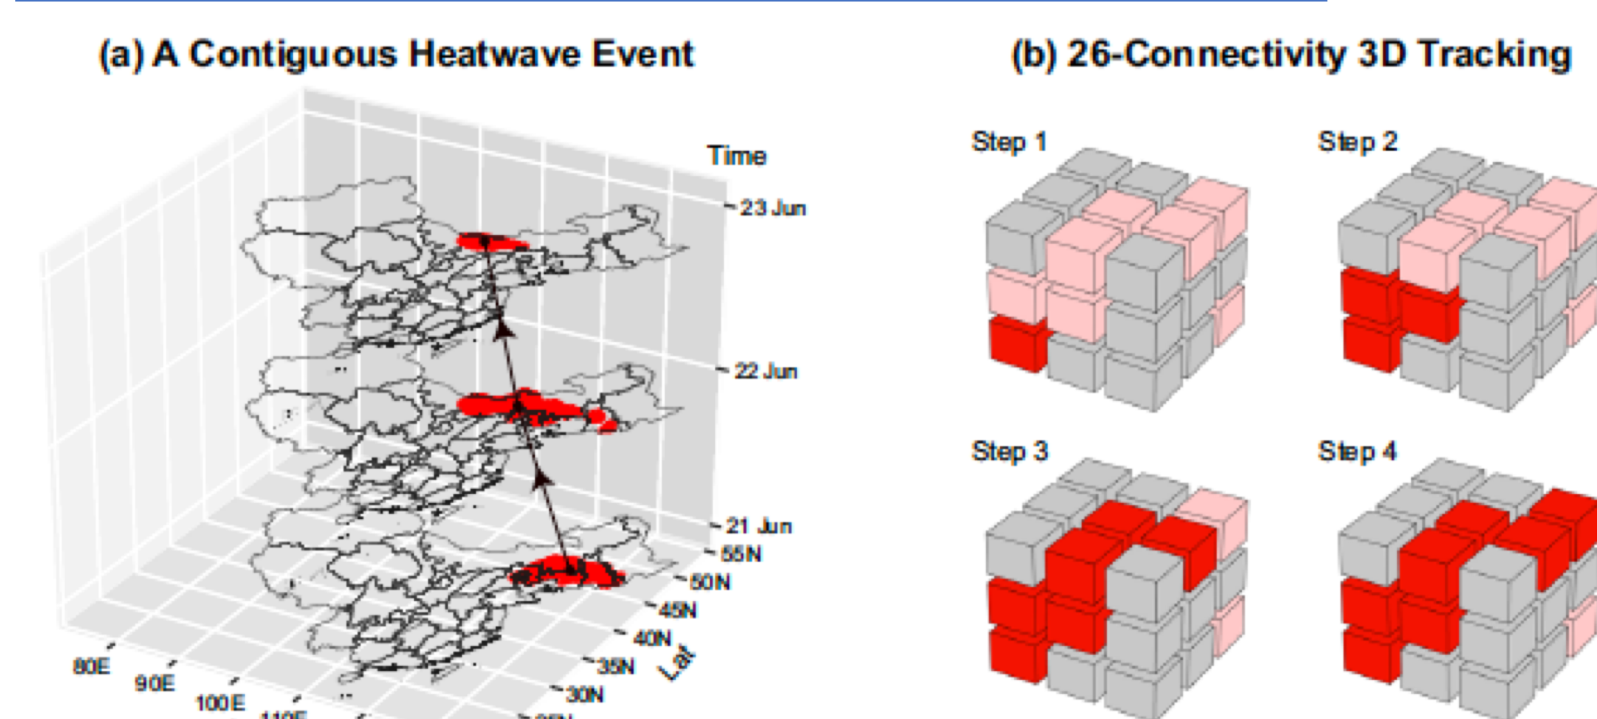 (a) A Contiguous Heatwave Event
(b) 26-Connectivity 3D Tracking
Time
23 Jun
22 Jun
21 Jun
55N
50N
45N
40N
35N
30N
Lat
80E
90E
100E
Step 1
Step 2
Step 3
Step 4